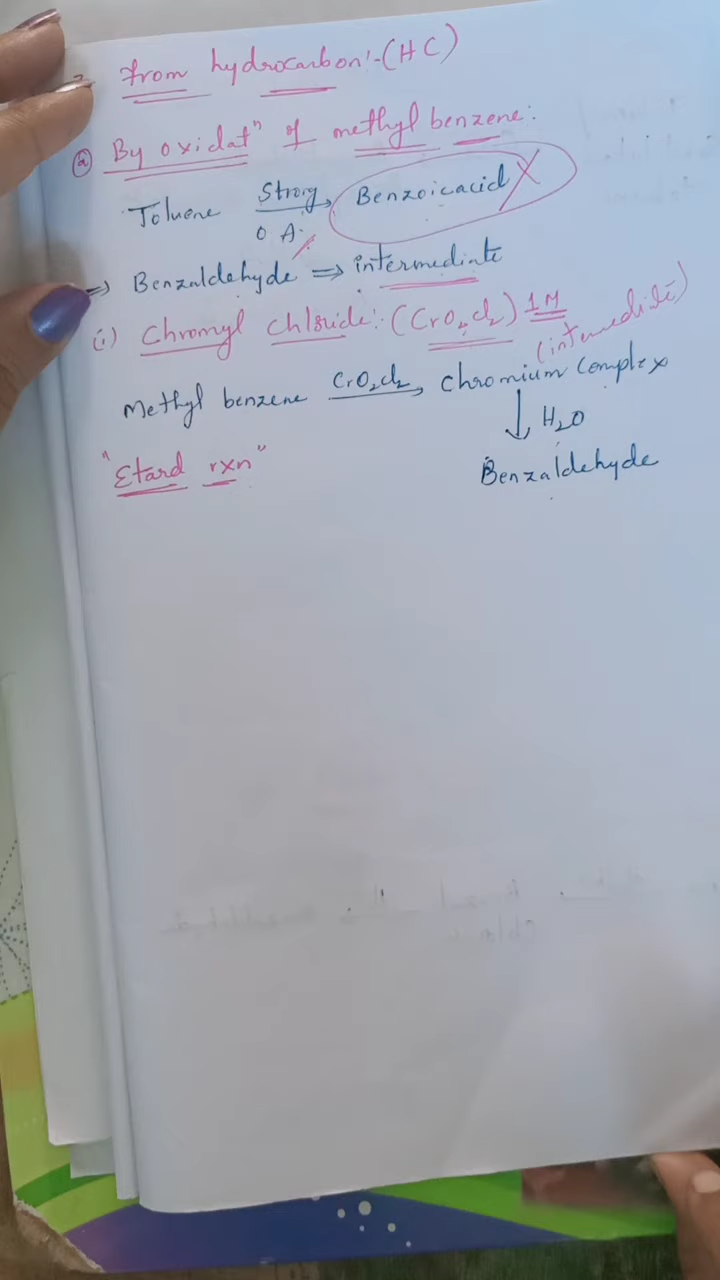 From hydrocarbon:-(HC)
(a) By oxidatⁿ of methyl benzene:
Toluene Strong O A. Benzoicacid X
⇒ Benzaldehyde ⇒ intermediate
(i) Chromyl chloride:- (CrO₂Cl₂) 1M
(intermediate)
Methyl benzene CrO₂Cl₂ → chromium complex
↓ H₂O
"Etard rxn"
Benzaldehyde